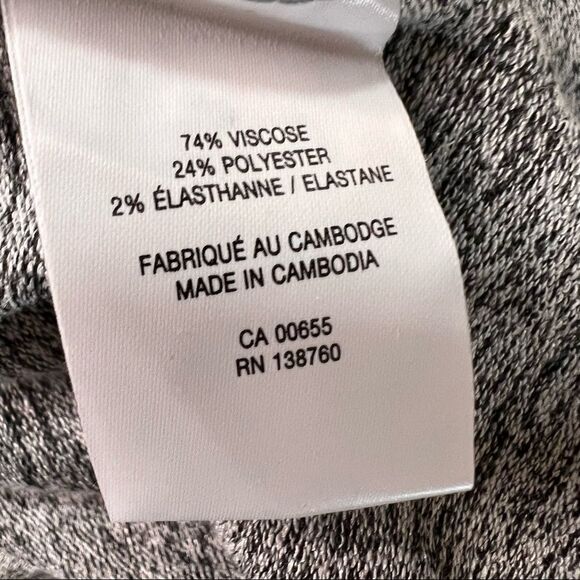 74% VISCOSE
24% POLYESTER
2% ÉLASTHANNE / ELASTANE
FABRIQUÉ AU CAMBODGE
MADE IN CAMBODIA
CA 00655
RN 138760